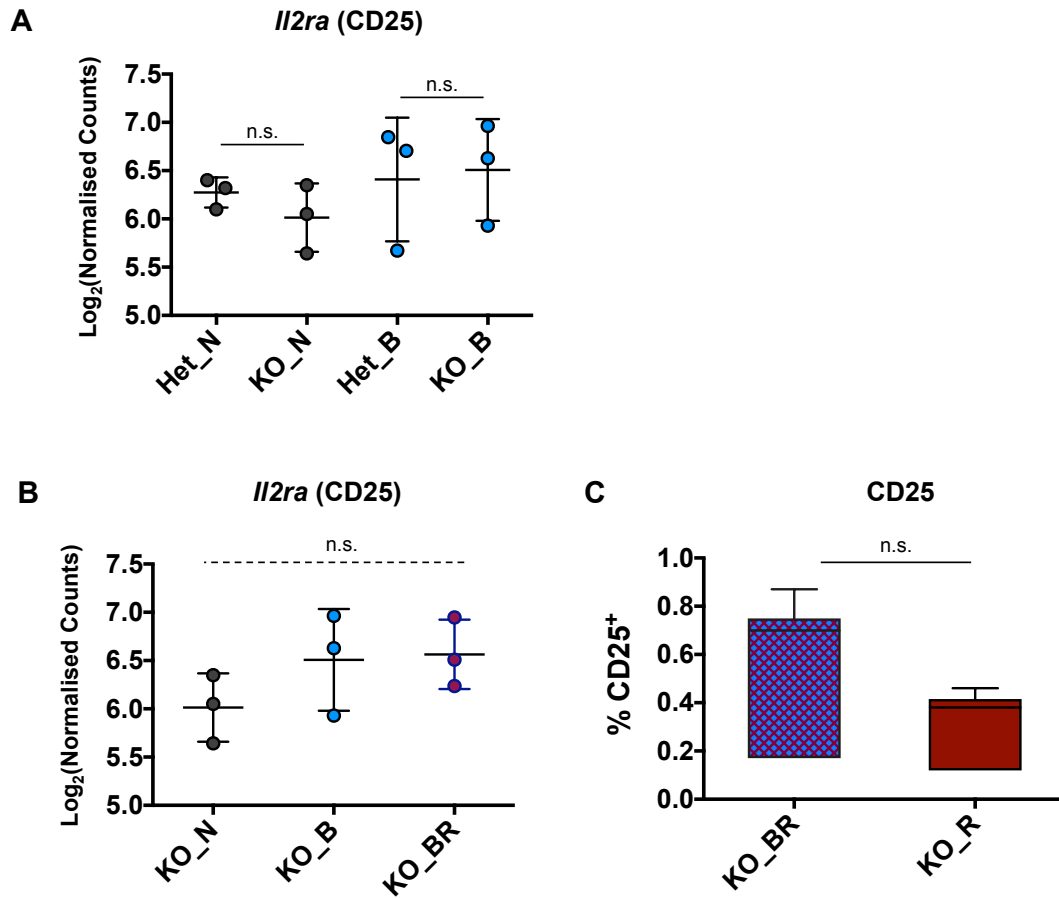 A
Il2ra (CD25)
Log2(Normalised Counts)
7.5
7.0
6.5
6.0
5.5
5.0
n.s.
n.s.
Het_N
KO_N
Het_B
KO_B
B
Il2ra (CD25)
Log2(Normalised Counts)
7.5
7.0
6.5
6.0
5.5
5.0
n.s.
KO_N
KO_B
KO_BR
C
CD25
% CD25+
1.0
0.8
0.6
0.4
0.2
0.0
n.s.
KO_BR
KO_R